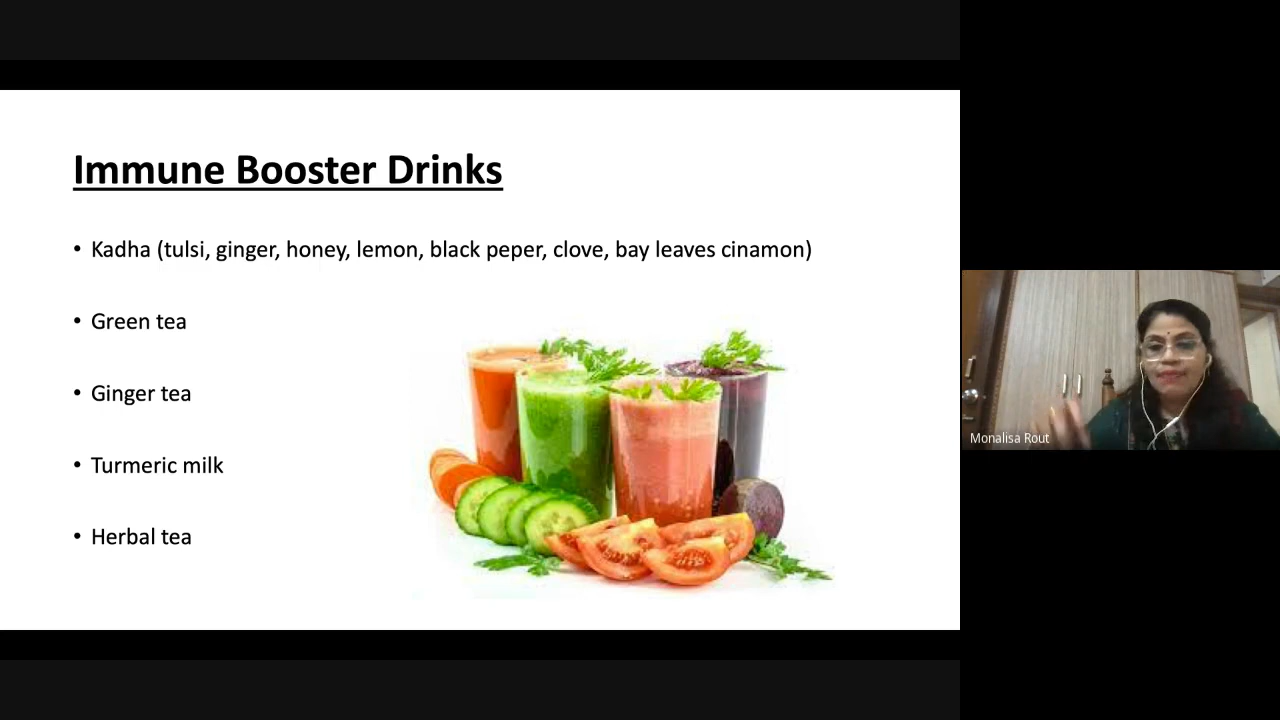 Immune Booster Drinks
• Kadha (tulsi, ginger, honey, lemon, black peper, clove, bay leaves cinamon)
• Green tea
• Ginger tea
• Turmeric milk
• Herbal tea
Monalisa Rout